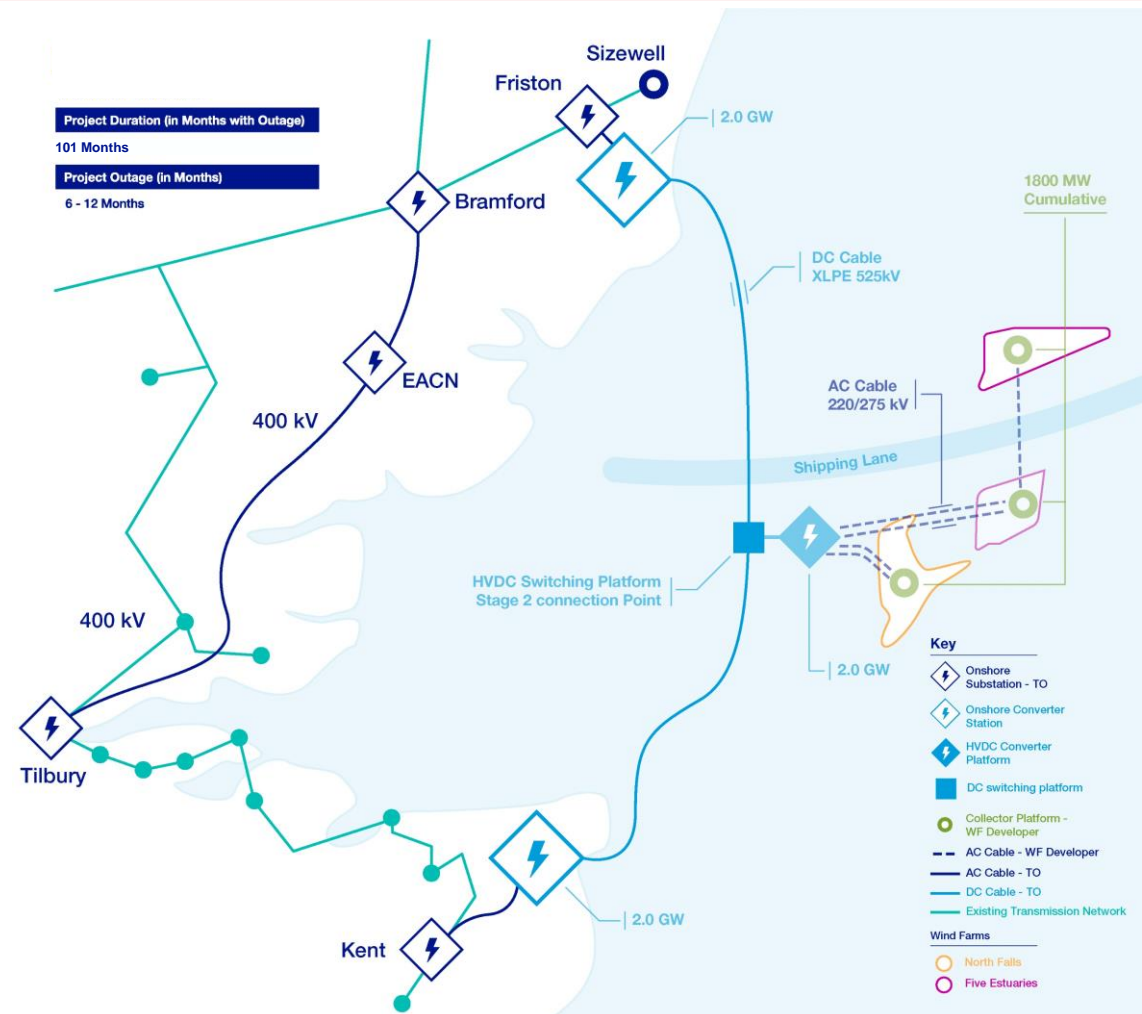 Sizewell
Friston
Project Duration (in Months with Outage)
101 Months
Project Outage (in Months)
6 - 12 Months
2.0 GW
1800 MW
Cumulative
Bramford
DC Cable
XLPE 525kV
EACN
AC Cable
220/275 kV
400 kV
Shipping Lane
HVDC Switching Platform
Stage 2 connection Point
400 kV
2.0 GW
Tilbury
2.0 GW
Kent
Key
Onshore
Substation - TO
Onshore Converter
Station
HVDC Converter
Platform
DC switching platform
Collector Platform -
WF Developer
AC Cable - WF Developer
AC Cable - TO
DC Cable - TO
Existing Transmission Network
Wind Farms
North Falls
Five Estuaries